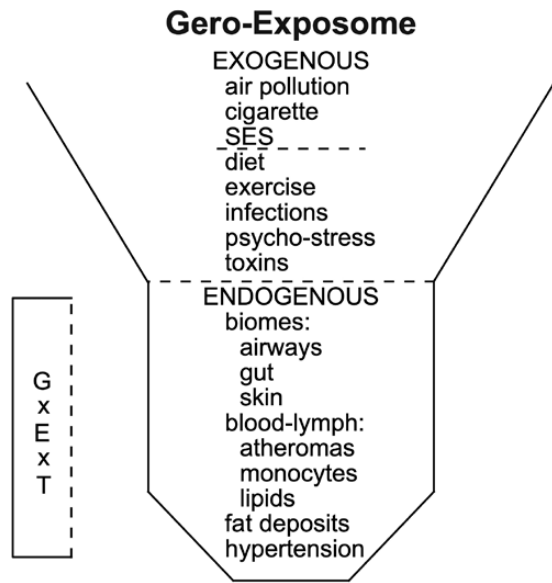 Gero-Exposome
EXOGENOUS
air pollution
cigarette
SES
diet
exercise
infections
psycho-stress
toxins
ENDOGENOUS
biomes:
airways
gut
skin
blood-lymph:
atheromas
monocytes
lipids
fat deposits
hypertension
G
x
E
x
T